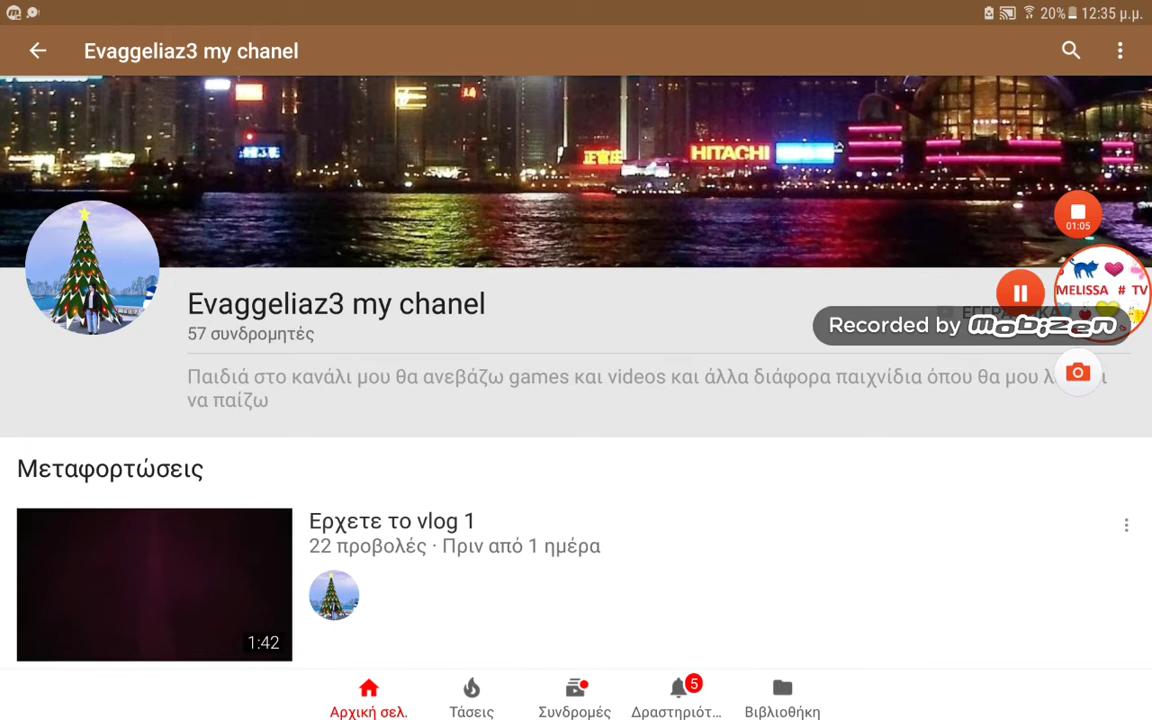 20% 12:35 μ.μ.
Evaggeliaz3 my chanel
正官庄
HITACHI
01:05
MELISSA # TV
Evaggeliaz3 my chanel
57 συνδρομητές
Recorded by mobizen
Παιδιά στο κανάλι μου θα ανεβάζω games και videos και άλλα διάφορα παιχνίδια όπου θα μου
να παίζω
Μεταφορτώσεις
Ερχετε το vlog 1
22 προβολές · Πριν από 1 ημέρα
1:42
5
Αρχική σελ. Τάσεις Συνδρομές Δραστηριότ... Βιβλιοθήκη